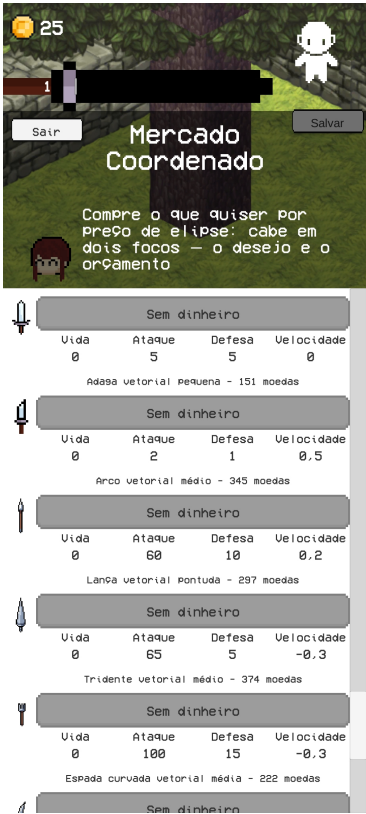 25
1
Sair
Salvar
Mercado
Coordenado
Compre o que quiser por
preço de elipse: cabe em
dois focos — o desejo e o
orçamento
Sem dinheiro
Vida Ataque Defesa Velocidade
0 5 5 0
Adaga vetorial pequena - 151 moedas
Sem dinheiro
Vida Ataque Defesa Velocidade
0 2 1 0,5
Arco vetorial médio - 345 moedas
Sem dinheiro
Vida Ataque Defesa Velocidade
0 60 10 0,2
Lança vetorial pontuda - 297 moedas
Sem dinheiro
Vida Ataque Defesa Velocidade
0 65 5 -0,3
Tridente vetorial médio - 374 moedas
Sem dinheiro
Vida Ataque Defesa Velocidade
0 100 15 -0,3
Espada curvada vetorial média - 222 moedas
Sem dinheiro